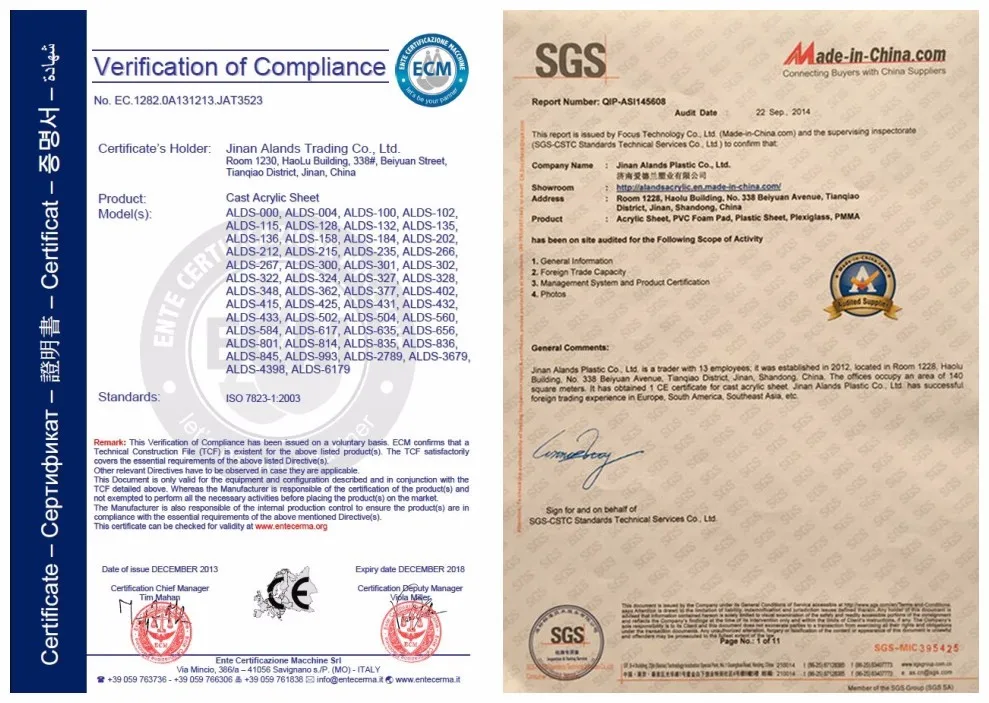 Certificate – Сертификат – 證明書 – Certificat – 증명서 – شهادة
Verification of Compliance
ENTE CERTIFICAZIONE MACCHINE
ECM
let's be your partner
No. EC.1282.0A131213.JAT3523
Certificate's Holder: Jinan Alands Trading Co., Ltd.
Room 1230, HaoLu Building, 338#, Beiyuan Street,
Tianqiao District, Jinan, China
Product: Cast Acrylic Sheet
Model(s): ALDS-000, ALDS-004, ALDS-100, ALDS-102,
ALDS-115, ALDS-128, ALDS-132, ALDS-135,
ALDS-136, ALDS-158, ALDS-184, ALDS-202,
ALDS-212, ALDS-215, ALDS-235, ALDS-266,
ALDS-267, ALDS-300, ALDS-301, ALDS-302,
ALDS-322, ALDS-324, ALDS-327, ALDS-328,
ALDS-348, ALDS-362, ALDS-377, ALDS-402,
ALDS-415, ALDS-425, ALDS-431, ALDS-432,
ALDS-433, ALDS-502, ALDS-504, ALDS-560,
ALDS-584, ALDS-617, ALDS-635, ALDS-656,
ALDS-801, ALDS-814, ALDS-835, ALDS-836,
ALDS-845, ALDS-993, ALDS-2789, ALDS-3679,
ALDS-4398, ALDS-6179
Standards: ISO 7823-1:2003
Remark: This Verification of Compliance has been issued on a voluntary basis. ECM confirms that a
Technical Construction File (TCF) is existent for the above listed product(s). The TCF satisfactorily
covers the essential requirements of the above listed Directive(s).
Other relevant Directives have to be observed in case they are applicable.
This Document is only valid for the equipment and configuration described and in conjunction with the
TCF detailed above. Whereas the Manufacturer is responsible of the certification of the product(s) and
not exempted to perform all the necessary activities before placing the product(s) on the market.
The Manufacturer is also responsible of the internal production control to ensure the product(s) are in
compliance with the essential requirements of the above mentioned Directive(s).
This certificate can be checked for validity at www.entecerma.org
Date of issue DECEMBER 2013 Expiry date DECEMBER 2018
Certification Chief Manager Certification Deputy Manager
Tim Mahan Viola Miller
CE
ECM ECM
Ente Certificazione Macchine Srl
Via Mincio, 386/a – 41056 Savignano s./P. (MO) - ITALY
☎ +39 059 763736 - +39 059 766306 +39 059 761838 info@entecerma.it www.entecerma.it
SGS
Made-in-China.com
Connecting Buyers with China Suppliers
Report Number: QIP-ASI145608
Audit Date : 22 Sep., 2014
This report is issued by Focus Technology Co., Ltd. (Made-in-China.com) and the supervising inspectorate
(SGS-CSTC Standards Technical Services Co., Ltd.) to confirm that:
Company Name : Jinan Alands Plastic Co., Ltd.
济南爱德兰塑业有限公司
Showroom : http://alandsacrylic.en.made-in-china.com/
Address : Room 1228, Haolu Building, No. 338 Beiyuan Avenue, Tianqiao
District, Jinan, Shandong, China
Product : Acrylic Sheet, PVC Foam Pad, Plastic Sheet, Plexiglass, PMMA
has been on site audited for the Following Scope of Activity
1. General Information
2. Foreign Trade Capacity
3. Management System and Product Certification
4. Photos
Made-in-China.com
Audited Supplier
General Comments:
Jinan Alands Plastic Co., Ltd. is a trader with 13 employees; it was established in 2012, located in Room 1228, Haolu
Building, No. 338 Beiyuan Avenue, Tianqiao District, Jinan, Shandong, China. The offices occupy an area of 140
square meters. It has obtained 1 CE certificate for cast acrylic sheet. Jinan Alands Plastic Co., Ltd. has successful
foreign trading experience in Europe, South America, Southeast Asia, etc.
Sign for and on behalf of
SGS-CSTC Standards Technical Services Co., Ltd.
SGS
Page No.: 1 of 11
SGS-MIC 395425
Member of the SGS Group (SGS SA)